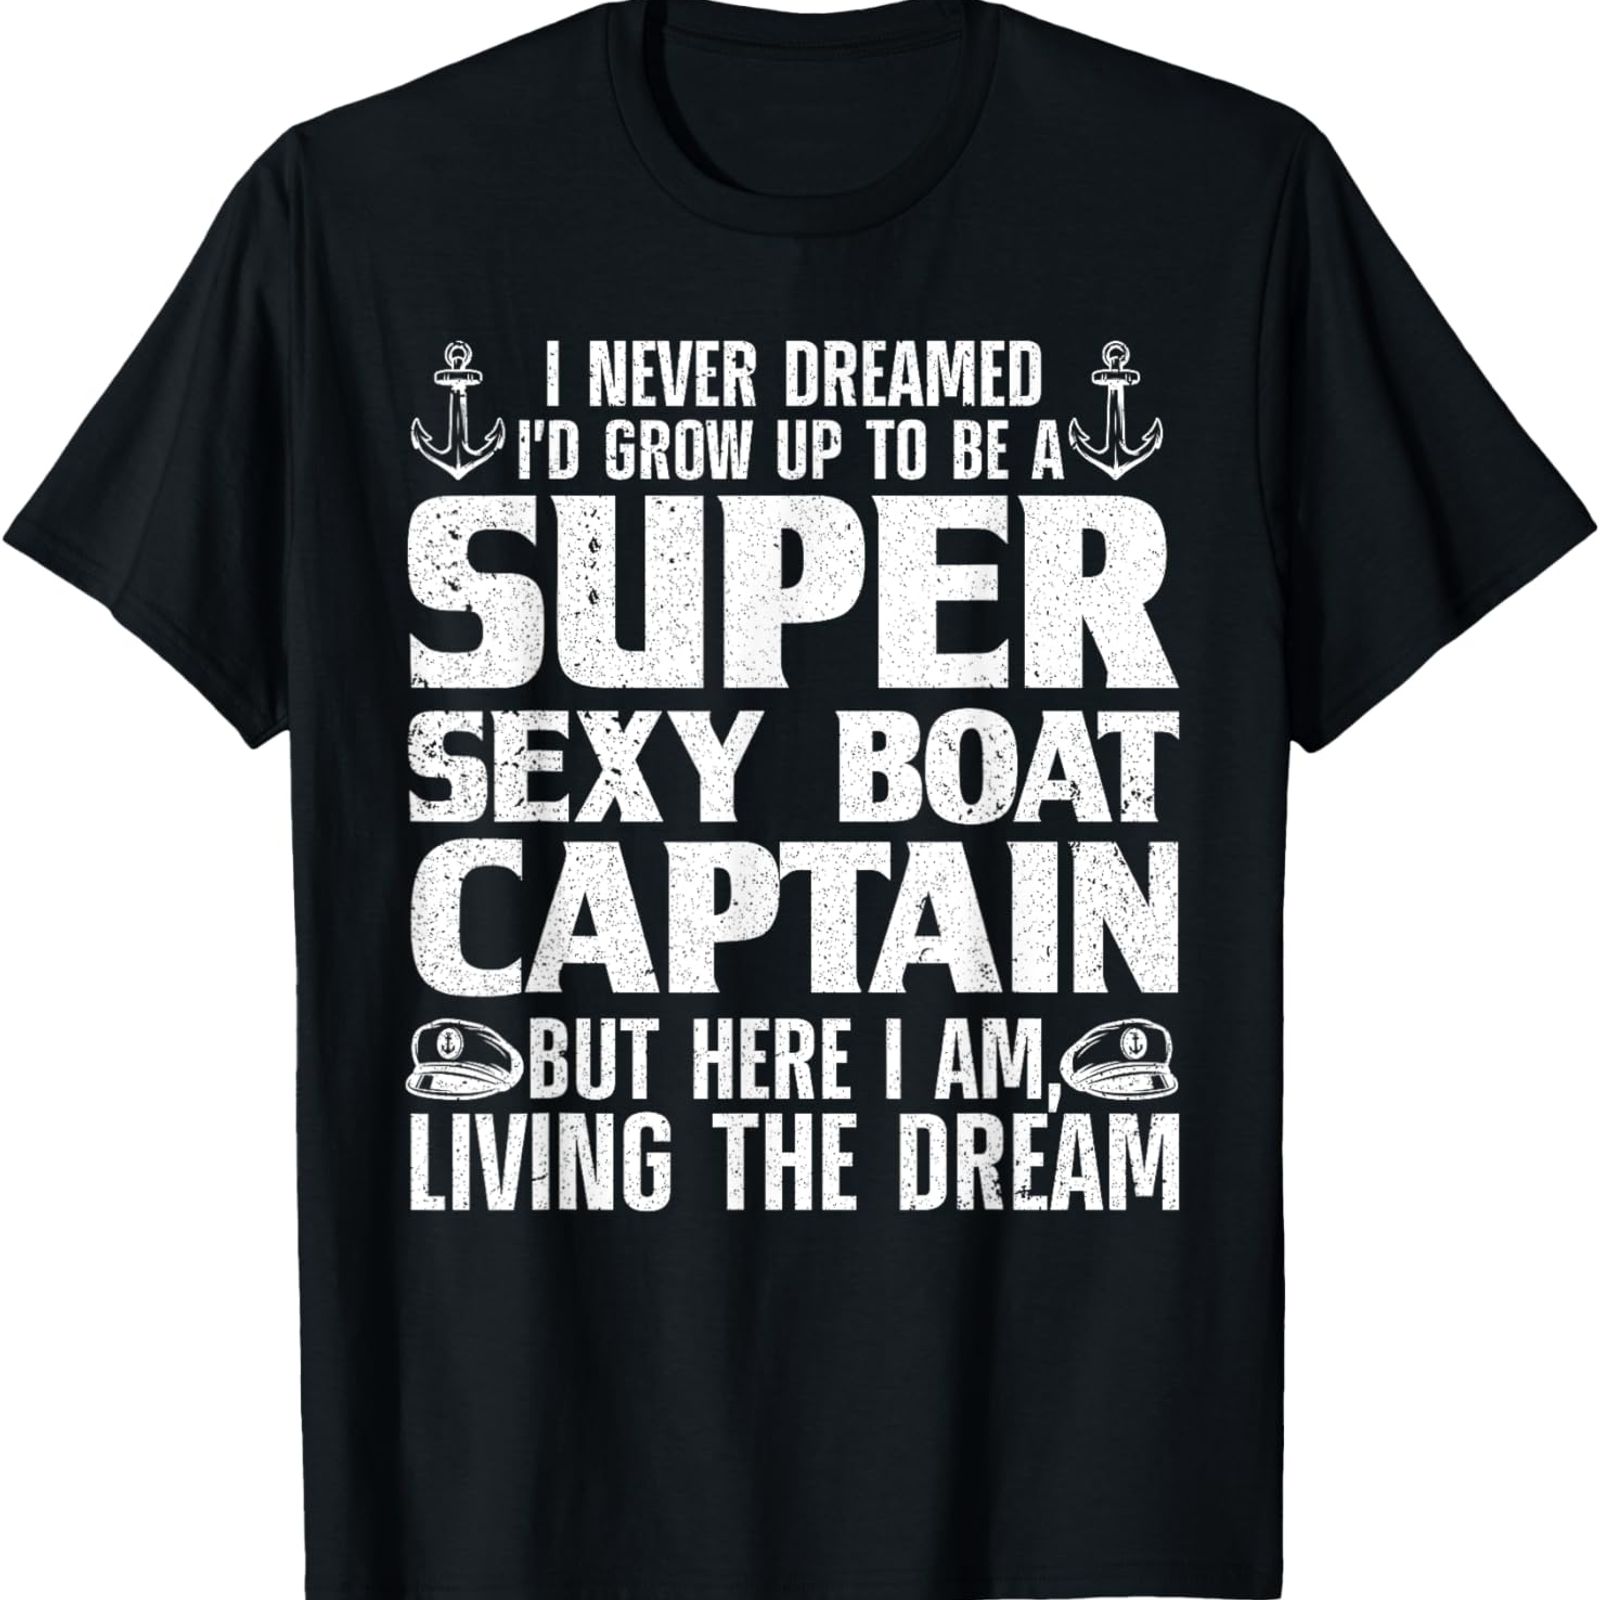 I NEVER DREAMED
I'D GROW UP TO BE A
SUPER
SEXY BOAT
CAPTAIN
BUT HERE I AM,
LIVING THE DREAM